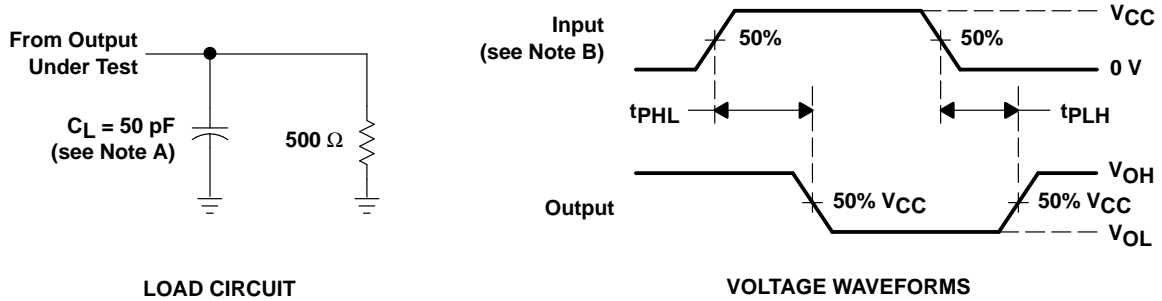 From Output
Under Test
CL = 50 pF
(see Note A)
500 Ω
LOAD CIRCUIT
Input
(see Note B)
50%
50%
VCC
0 V
tPHL
tPLH
Output
50% VCC
50% VCC
VOH
VOL
VOLTAGE WAVEFORMS